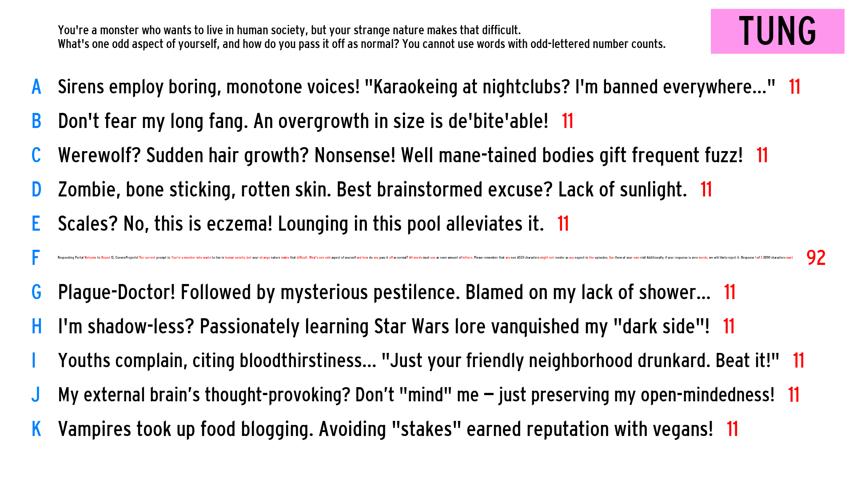 You're a monster who wants to live in human society, but your strange nature makes that difficult.
What's one odd aspect of yourself, and how do you pass it off as normal? You cannot use words with odd-lettered number counts.
TUNG
A Sirens employ boring, monotone voices! "Karaokeing at nightclubs? I'm banned everywhere..." 11
B Don't fear my long fang. An overgrowth in size is de'bite'able! 11
C Werewolf? Sudden hair growth? Nonsense! Well mane-tained bodies gift frequent fuzz! 11
D Zombie, bone sticking, rotten skin. Best brainstormed excuse? Lack of sunlight. 11
E Scales? No, this is eczema! Lounging in this pool alleviates it. 11
F 92
G Plague-Doctor! Followed by mysterious pestilence. Blamed on my lack of shower... 11
H I'm shadow-less? Passionately learning Star Wars lore vanquished my "dark side"! 11
I Youths complain, citing bloodthirstiness... "Just your friendly neighborhood drunkard. Beat it!" 11
J My external brain's thought-provoking? Don't "mind" me – just preserving my open-mindedness! 11
K Vampires took up food blogging. Avoiding "stakes" earned reputation with vegans! 11